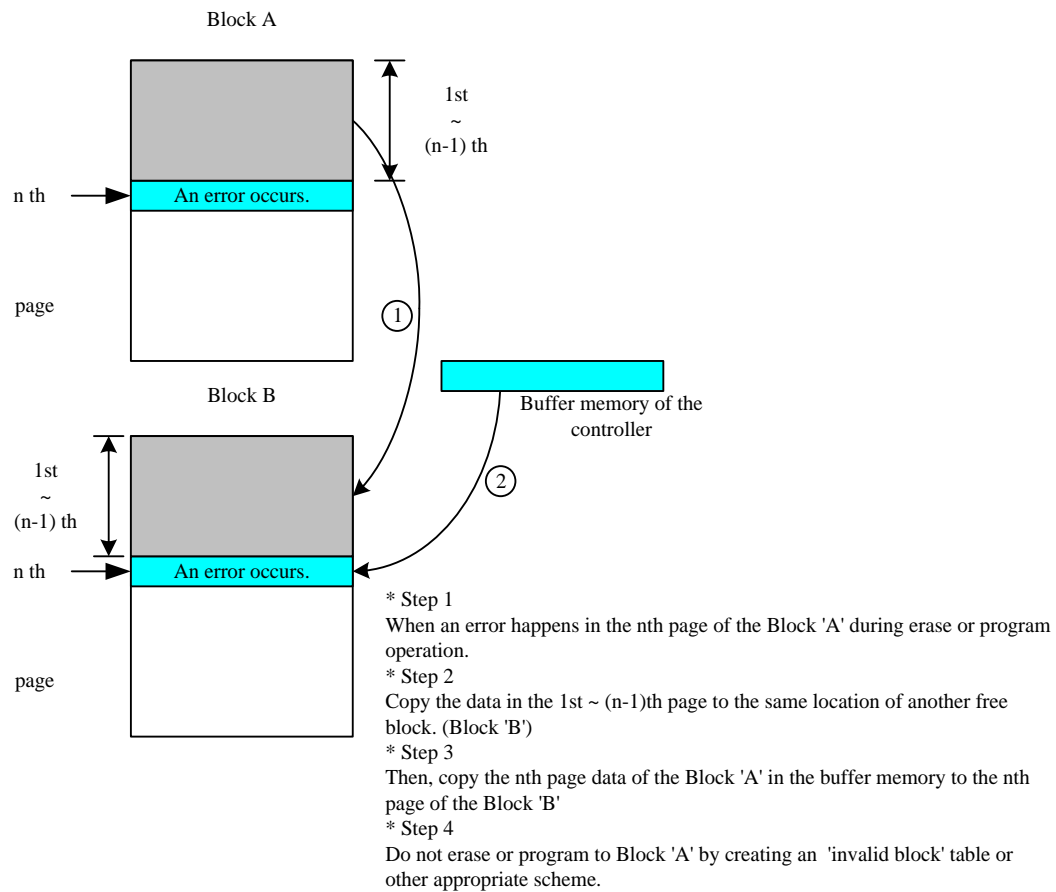 Block A
1st
~
(n-1) th
n th
An error occurs.
page
1
Block B
Buffer memory of the
controller
1st
~
(n-1) th
2
n th
An error occurs.
page
* Step 1
When an error happens in the nth page of the Block 'A' during erase or program
operation.
* Step 2
Copy the data in the 1st ~ (n-1)th page to the same location of another free
block. (Block 'B')
* Step 3
Then, copy the nth page data of the Block 'A' in the buffer memory to the nth
page of the Block 'B'
* Step 4
Do not erase or program to Block 'A' by creating an 'invalid block' table or
other appropriate scheme.